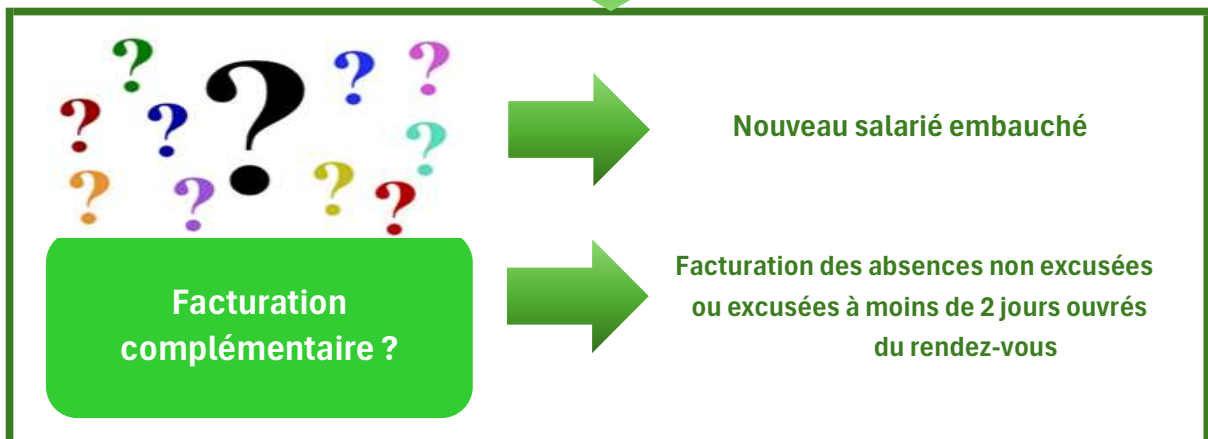 Nouveau salarié embauché
Facturation
complémentaire ?
Facturation des absences non excusées
ou excusées à moins de 2 jours ouvrés
du rendez-vous